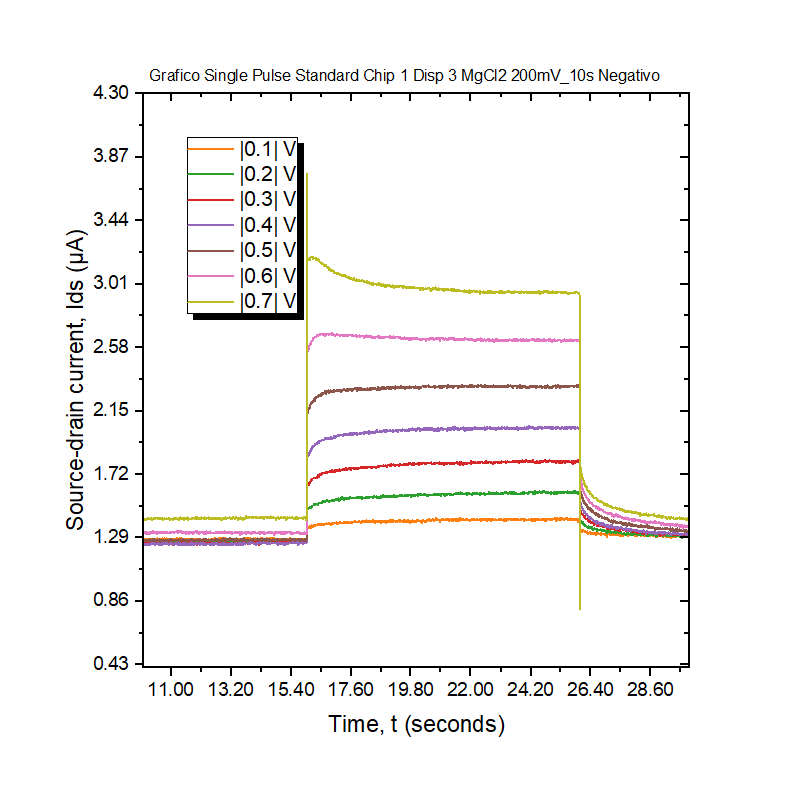 Grafico Single Pulse Standard Chip 1 Disp 3 MgCl2 200mV_10s Negativo
4.30
3.87
3.44
3.01
2.58
2.15
1.72
1.29
0.86
0.43
Source-drain current, Ids (µA)
|0.1| V
|0.2| V
|0.3| V
|0.4| V
|0.5| V
|0.6| V
|0.7| V
11.00 13.20 15.40 17.60 19.80 22.00 24.20 26.40 28.60
Time, t (seconds)